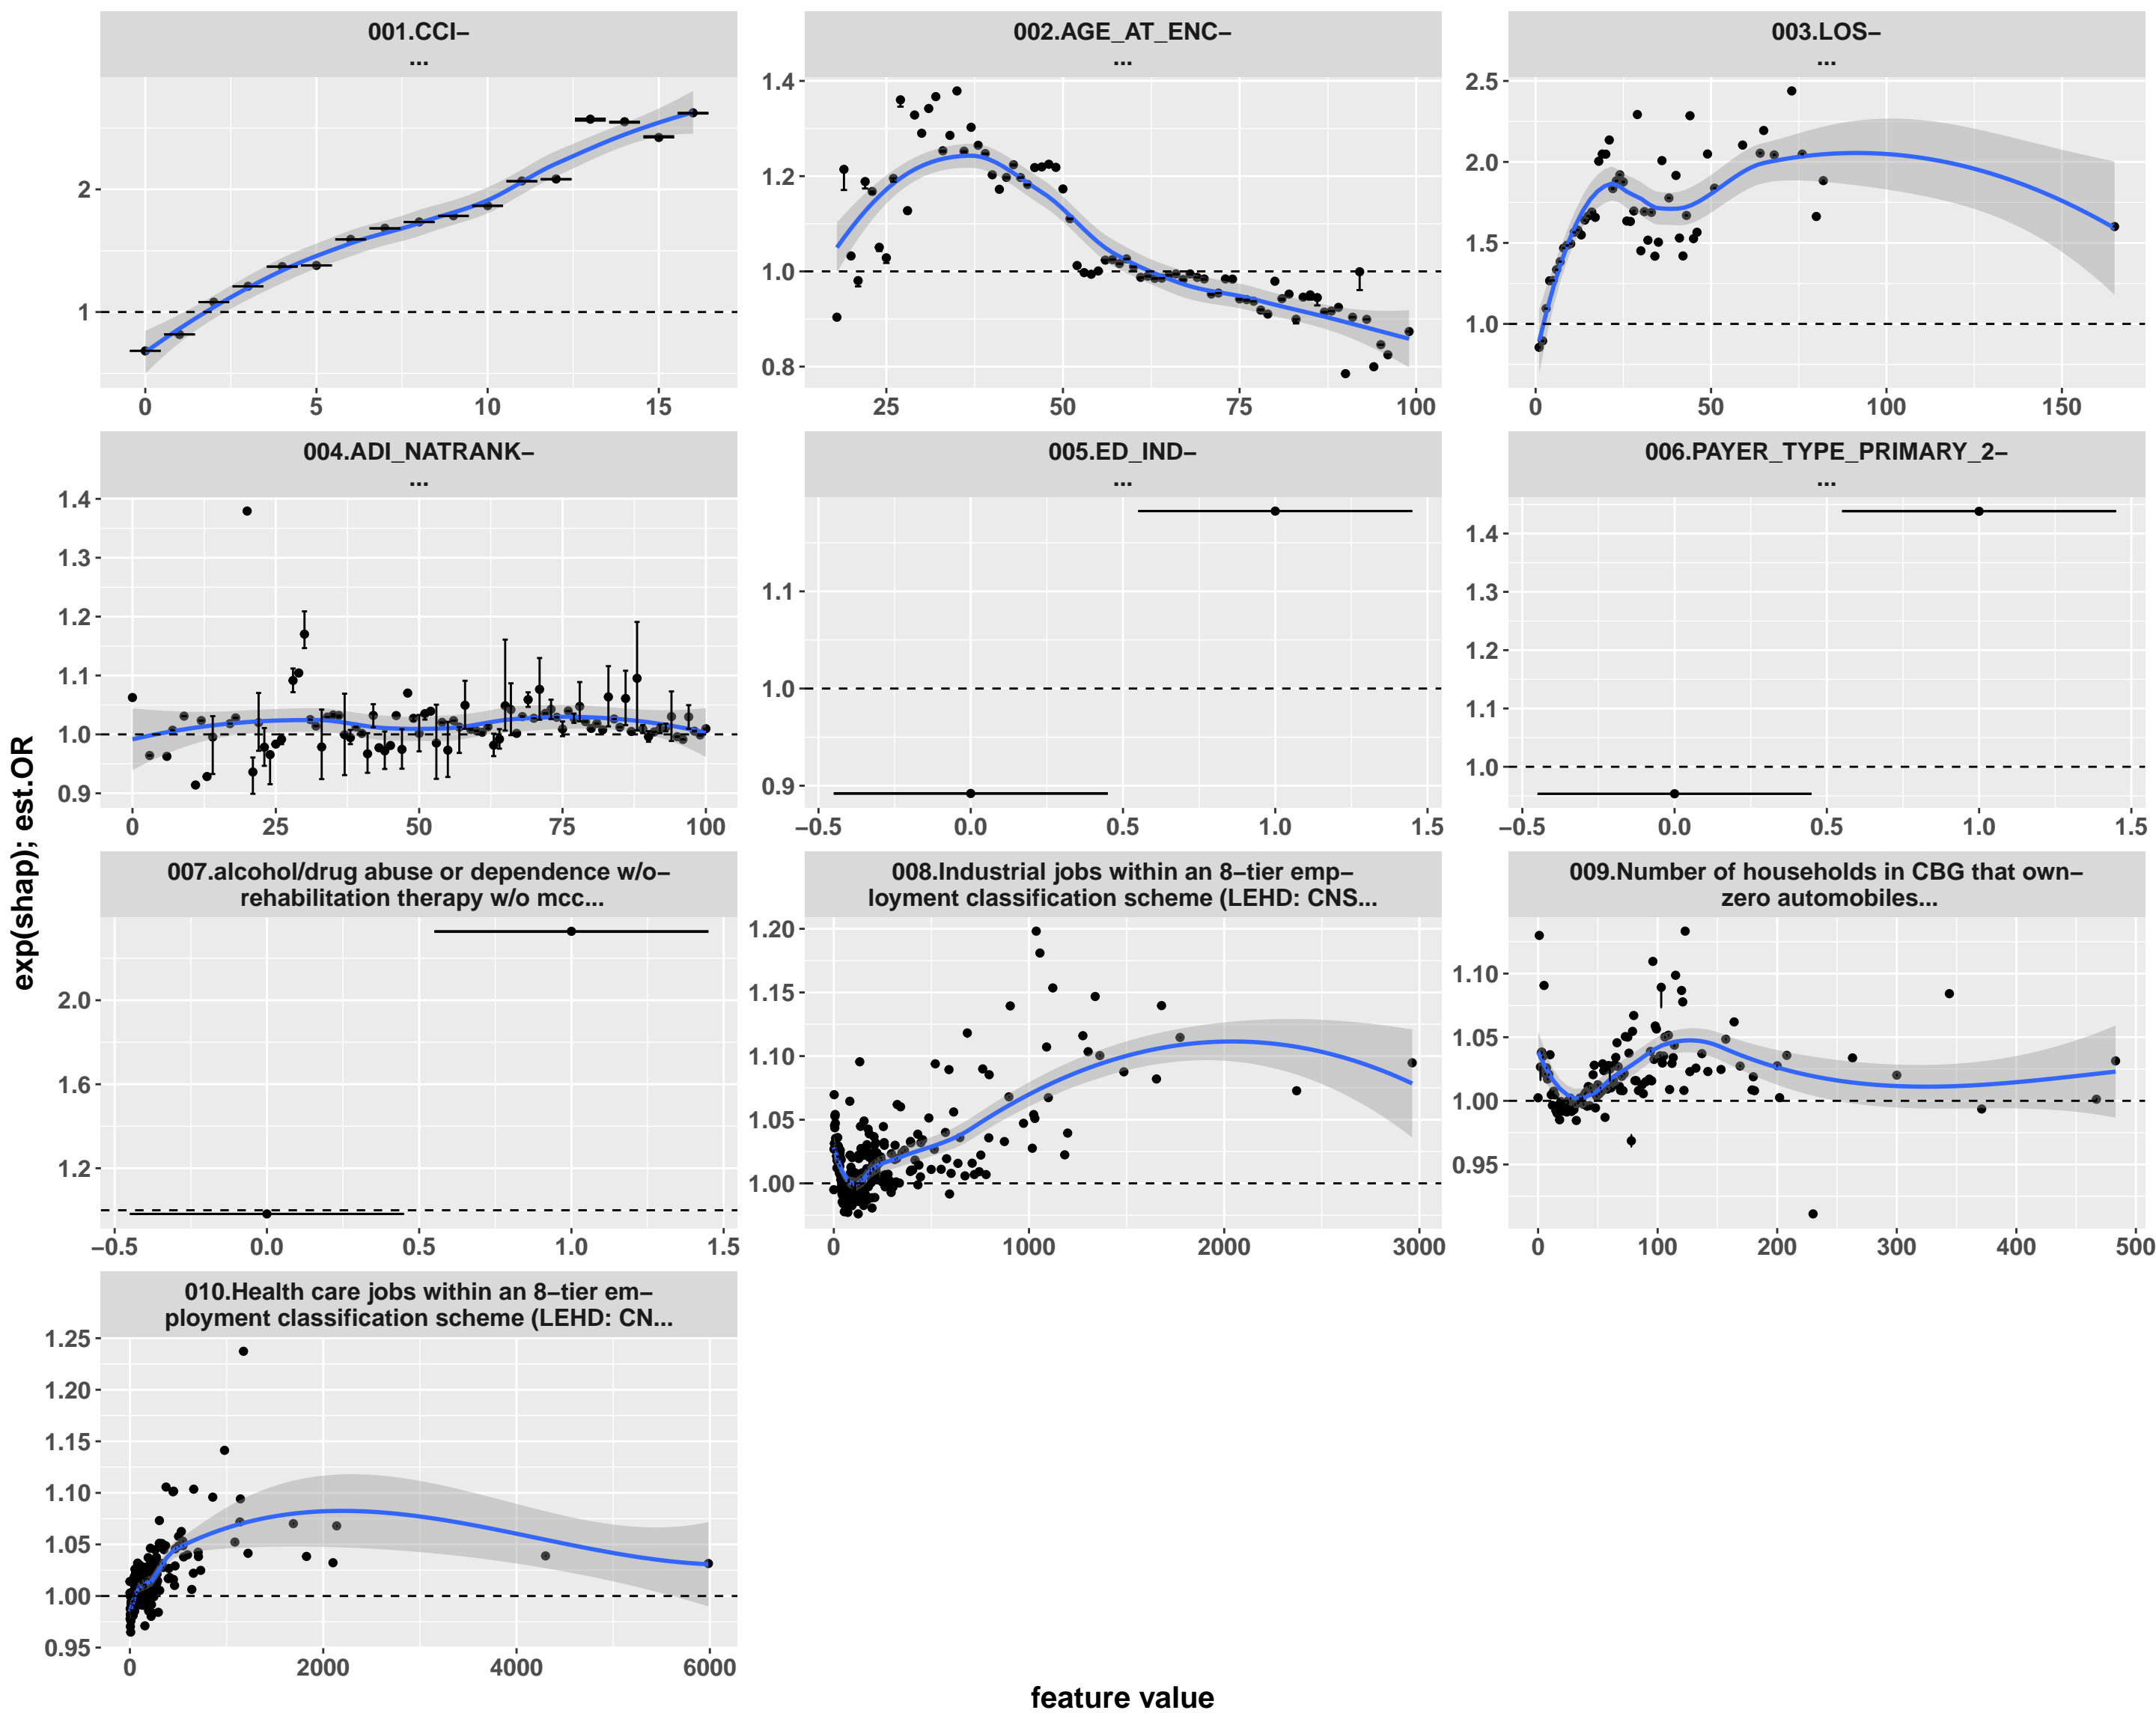 001.CCI–
...
002.AGE_AT_ENC–
...
003.LOS–
...
2
1
0 5 10 15
1.4
1.2
1.0
0.8
25 50 75 100
2.5
2.0
1.5
1.0
0 50 100 150
004.ADI_NATRANK–
...
005.ED_IND–
...
006.PAYER_TYPE_PRIMARY_2–
...
1.4
1.3
1.2
1.1
1.0
0.9
0 25 50 75 100
1.1
1.0
0.9
−0.5 0.0 0.5 1.0 1.5
1.4
1.3
1.2
1.1
1.0
−0.5 0.0 0.5 1.0 1.5
exp(shap); est.OR
007.alcohol/drug abuse or dependence w/o–
rehabilitation therapy w/o mcc...
008.Industrial jobs within an 8–tier emp–
loyment classification scheme (LEHD: CNS...
009.Number of households in CBG that own–
zero automobiles...
2.0
1.6
1.2
−0.5 0.0 0.5 1.0 1.5
1.20
1.15
1.10
1.05
1.00
0 1000 2000 3000
1.10
1.05
1.00
0.95
0 100 200 300 400 500
010.Health care jobs within an 8–tier em–
ployment classification scheme (LEHD: CN...
1.25
1.20
1.15
1.10
1.05
1.00
0.95
0 2000 4000 6000
feature value